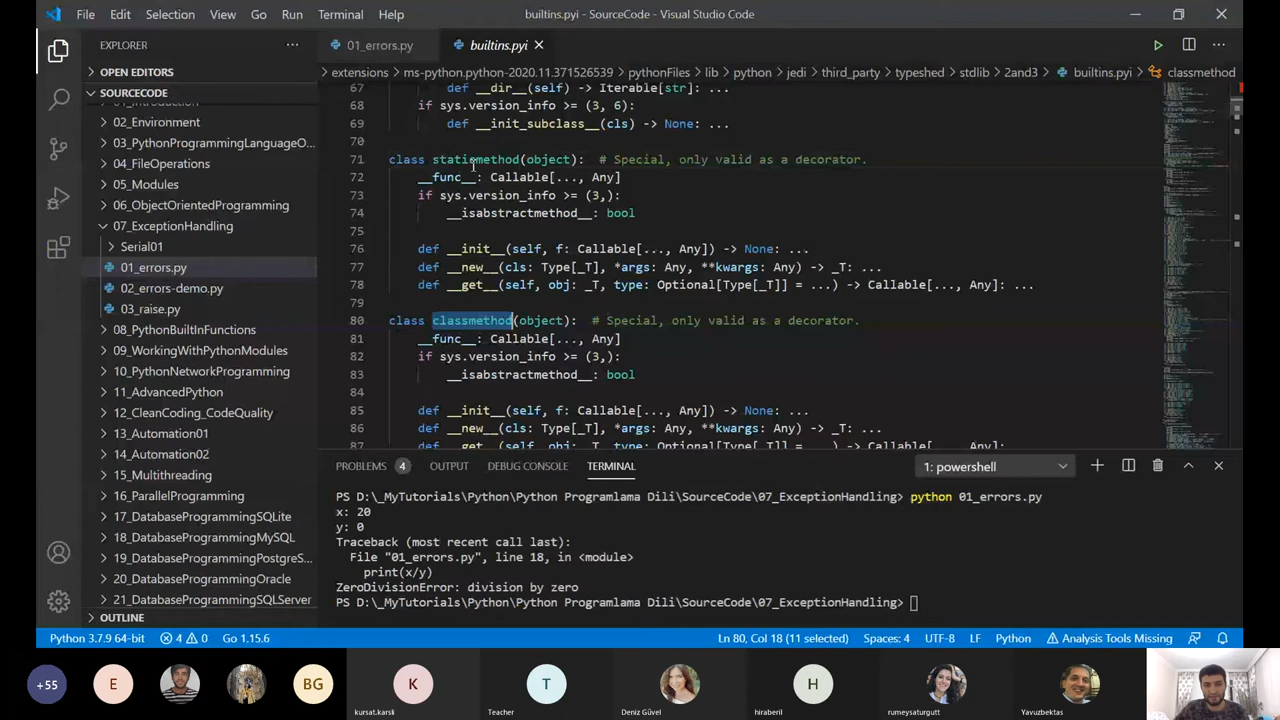 File Edit Selection View Go Run Terminal Help
builtins.pyi - SourceCode - Visual Studio Code
EXPLORER
01_errors.py
builtins.pyi
OPEN EDITORS
SOURCECODE
02_Environment
03_PythonProgrammingLanguageO...
04_FileOperations
05_Modules
06_ObjectOrientedProgramming
07_ExceptionHandling
Serial01
01_errors.py
02_errors-demo.py
03_raise.py
08_PythonBuiltInFunctions
09_WorkingWithPythonModules
10_PythonNetworkProgramming
11_AdvancedPython
12_CleanCoding_CodeQuality
13_Automation01
14_Automation02
15_Multithreading
16_ParallelProgramming
17_DatabaseProgrammingSQLite
18_DatabaseProgrammingMySQL
19_DatabaseProgrammingPostgreS...
20_DatabaseProgrammingOracle
21_DatabaseProgrammingSQLServer
OUTLINE
extensions > ms-python.python-2020.11.371526539 > pythonFiles > lib > python > jedi > third_party > typeshed > stdlib > 2and3 > builtins.pyi > classmethod
67 def __dir__(self) -> Iterable[str]: ...
68 if sys.version_info >= (3, 6):
69 def __init_subclass__(cls) -> None: ...
70
71 class staticmethod(object): # Special, only valid as a decorator.
72 __func__: Callable[..., Any]
73 if sys.version_info >= (3,):
74 __isabstractmethod__: bool
75
76 def __init__(self, f: Callable[..., Any]) -> None: ...
77 def __new__(cls: Type[_T], *args: Any, **kwargs: Any) -> _T: ...
78 def __get__(self, obj: _T, type: Optional[Type[_T]] = ...) -> Callable[..., Any]: ...
79
80 class classmethod(object): # Special, only valid as a decorator.
81 __func__: Callable[..., Any]
82 if sys.version_info >= (3,):
83 __isabstractmethod__: bool
84
85 def __init__(self, f: Callable[..., Any]) -> None: ...
86 def __new__(cls: Type[_T], *args: Any, **kwargs: Any) -> _T: ...
87 def __get__(self, obj: _T, type: Optional[Type[_T]] = ...) -> Callable[..., Any]: ...
PROBLEMS 4 OUTPUT DEBUG CONSOLE TERMINAL
1: powershell
PS D:\_MyTutorials\Python\Python Programlama Dili\SourceCode\07_ExceptionHandling> python 01_errors.py
x: 20
y: 0
Traceback (most recent call last):
File "01_errors.py", line 18, in <module>
print(x/y)
ZeroDivisionError: division by zero
PS D:\_MyTutorials\Python\Python Programlama Dili\SourceCode\07_ExceptionHandling>
Python 3.7.9 64-bit
4 0
Go 1.15.6
Ln 80, Col 18 (11 selected)
Spaces: 4
UTF-8
LF
Python
Analysis Tools Missing
+55
E
BG
K
T
H
kursat.karsli
Teacher
Deniz Güvel
hiraberil
rumeysaturgutt
Yavuzbektas